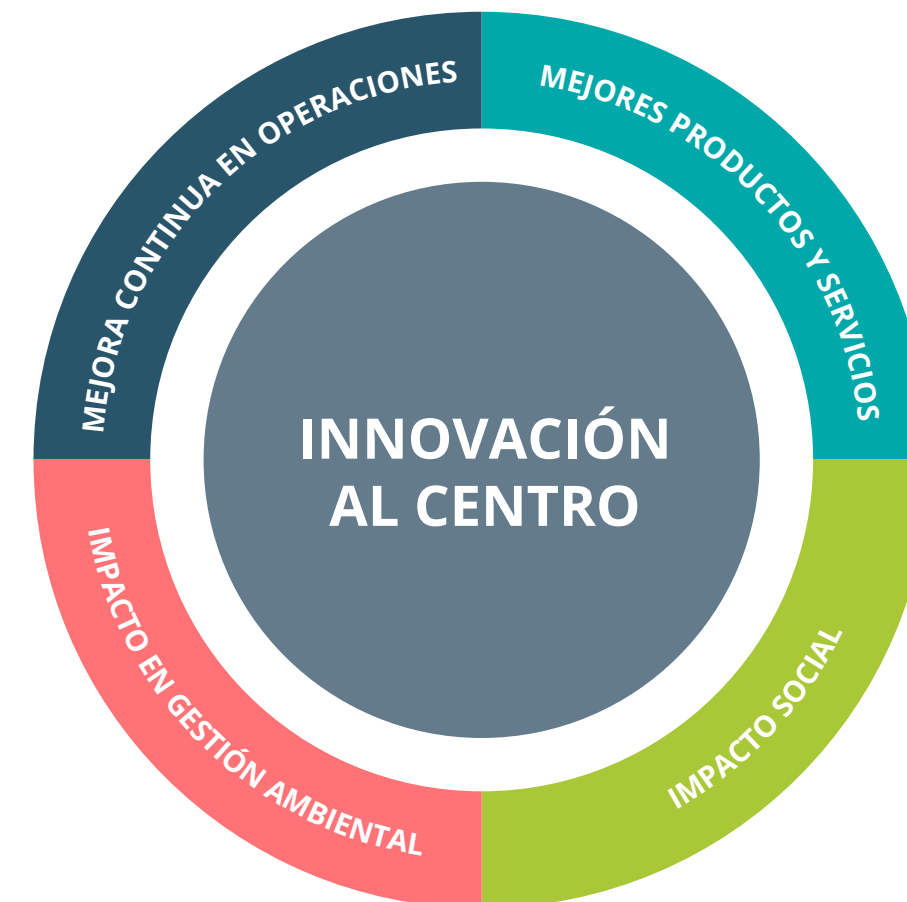 MEJORA CONTINUA EN OPERACIONES
MEJORES PRODUCTOS Y SERVICIOS
INNOVACIÓN
AL CENTRO
IMPACTO EN GESTIÓN AMBIENTAL
IMPACTO SOCIAL